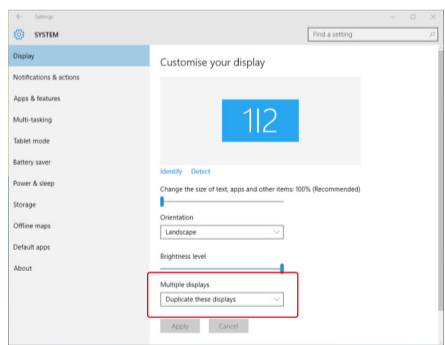 Settings
SYSTEM
Find a setting
Display
Notifications & actions
Apps & features
Multi-tasking
Tablet mode
Battery saver
Power & sleep
Storage
Offline maps
Default apps
About
Customise your display
1|2
Identify Detect
Change the size of text, apps and other items: 100% (Recommended)
Orientation
Landscape
Brightness level
Multiple displays
Duplicate these displays
Apply Cancel